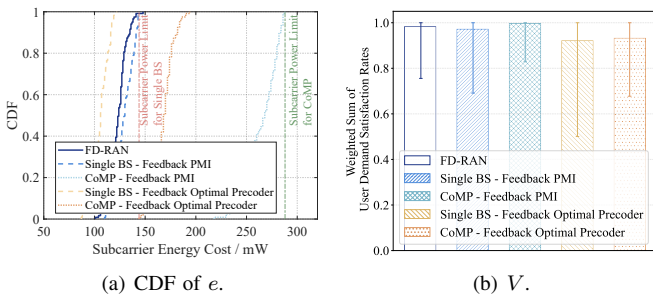 1
0.8
0.6
0.4
0.2
0
CDF
50
100
150
200
250
300
Subcarrier Energy Cost / mW
Subcarrier Power Limit
for Single BS
Subcarrier Power Limit
for CoMP
FD-RAN
Single BS - Feedback PMI
CoMP - Feedback PMI
Single BS - Feedback Optimal Precoder
CoMP - Feedback Optimal Precoder
(a) CDF of e.
Weighted Sum of
User Demand Satisfaction Rates
1.0
0.8
0.6
0.4
0.2
0.0
FD-RAN
Single BS - Feedback PMI
CoMP - Feedback PMI
Single BS - Feedback Optimal Precoder
CoMP - Feedback Optimal Precoder
(b) V.